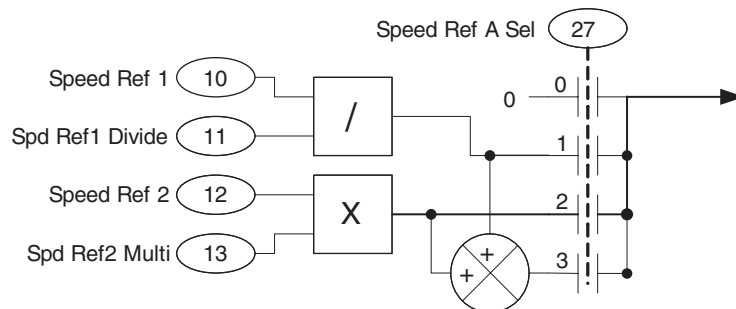 Speed Ref A Sel 27
Speed Ref 1 10
0 0
Spd Ref1 Divide 11
/
1
Speed Ref 2 12
X
2
Spd Ref2 Multi 13
+
+
3